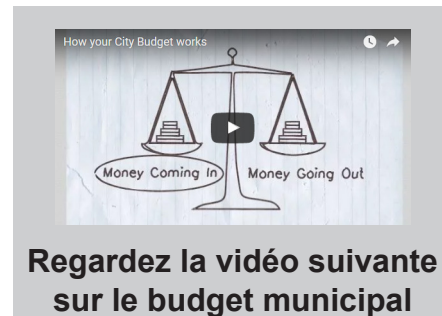 How your City Budget works
Money Coming In Money Going Out
Regardez la vidéo suivante
sur le budget municipal